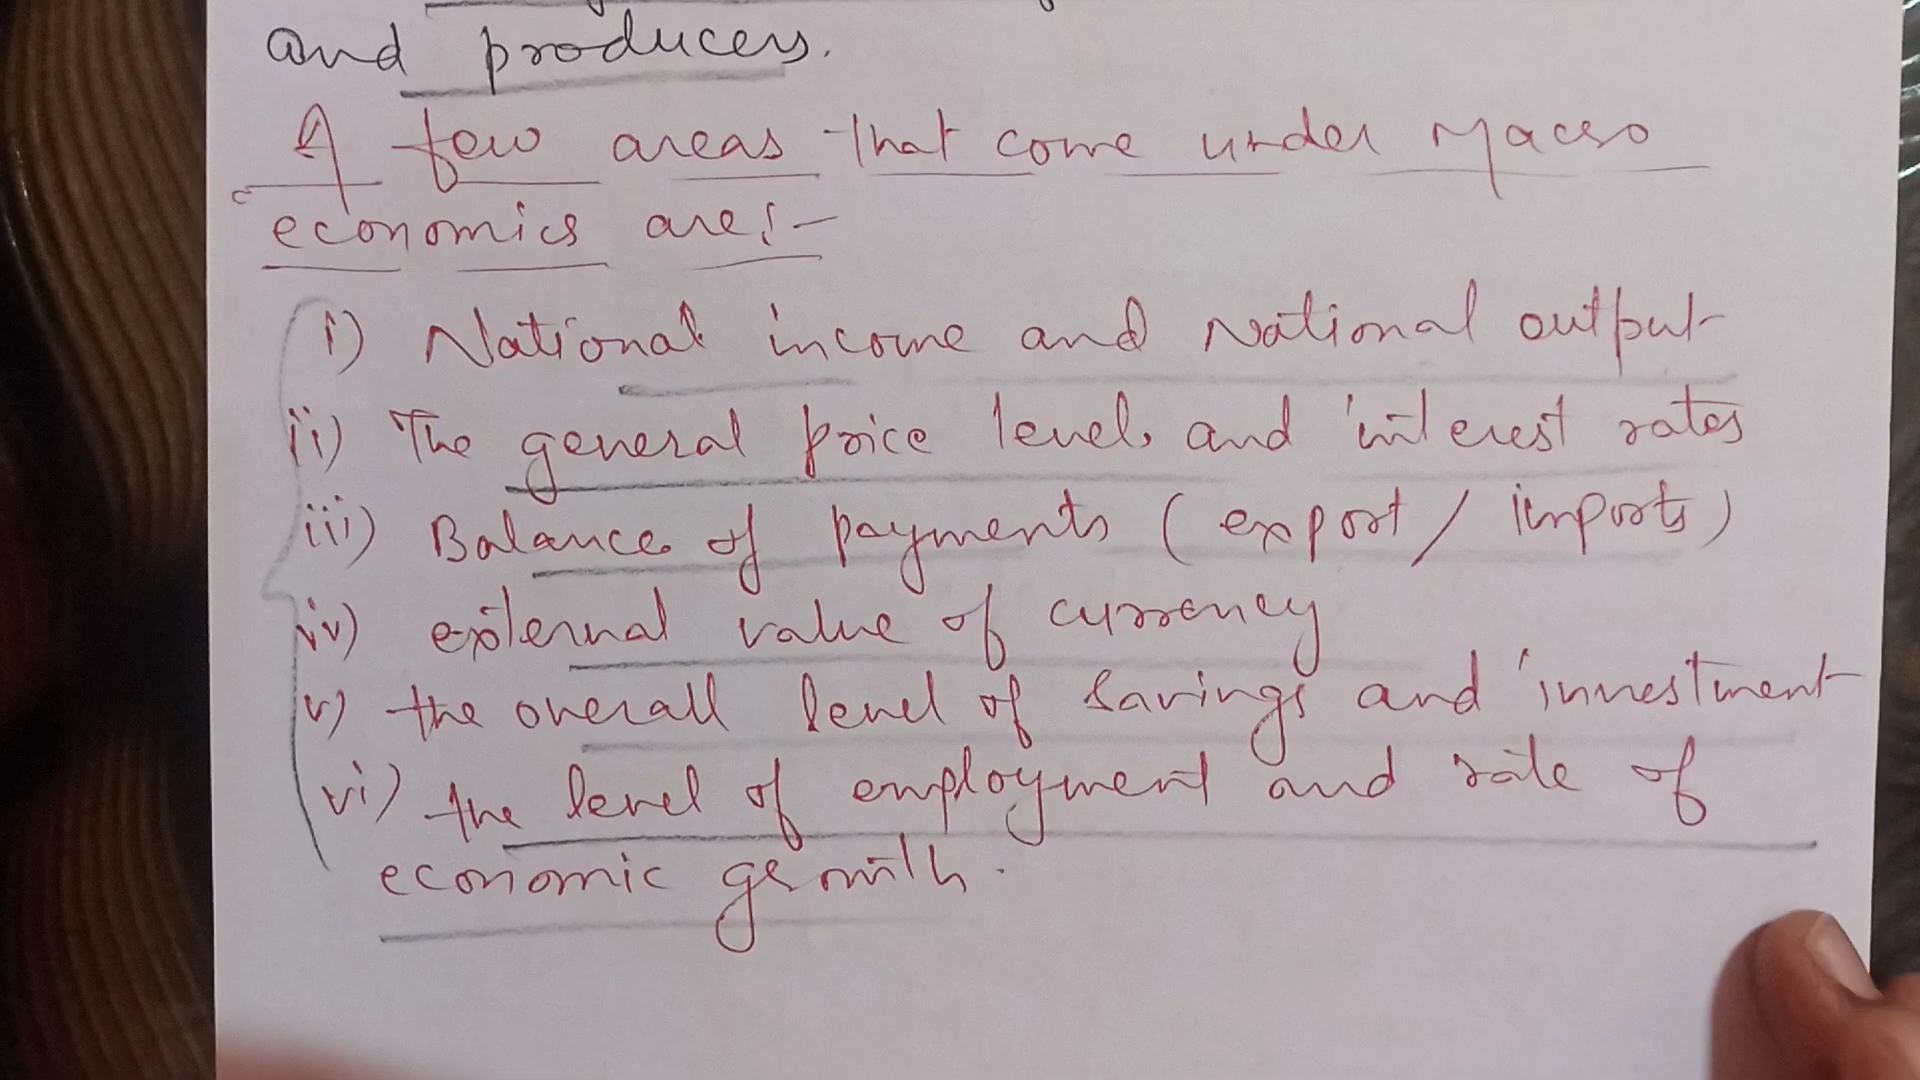 and producers.
A few areas that come under Macro
economics are:-
i) National income and National output
ii) The general price level and interest rates
iii) Balance of payments (export / imports)
iv) external value of currency
v) the overall level of savings and investment
vi) the level of employment and rate of
economic growth.